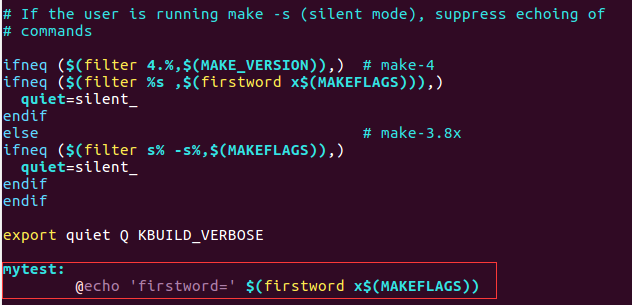 # If the user is running make -s (silent mode), suppress echoing of
# commands
ifneq ($(filter 4.%,$(MAKE_VERSION)),)  # make-4
ifneq ($(filter %s ,$(firstword x$(MAKEFLAGS))),)
  quiet=silent_
endif
else                                    # make-3.8x
ifneq ($(filter s% -s%,$(MAKEFLAGS)),)
  quiet=silent_
endif
endif
export quiet Q KBUILD_VERBOSE
mytest:
        @echo 'firstword=' $(firstword x$(MAKEFLAGS))